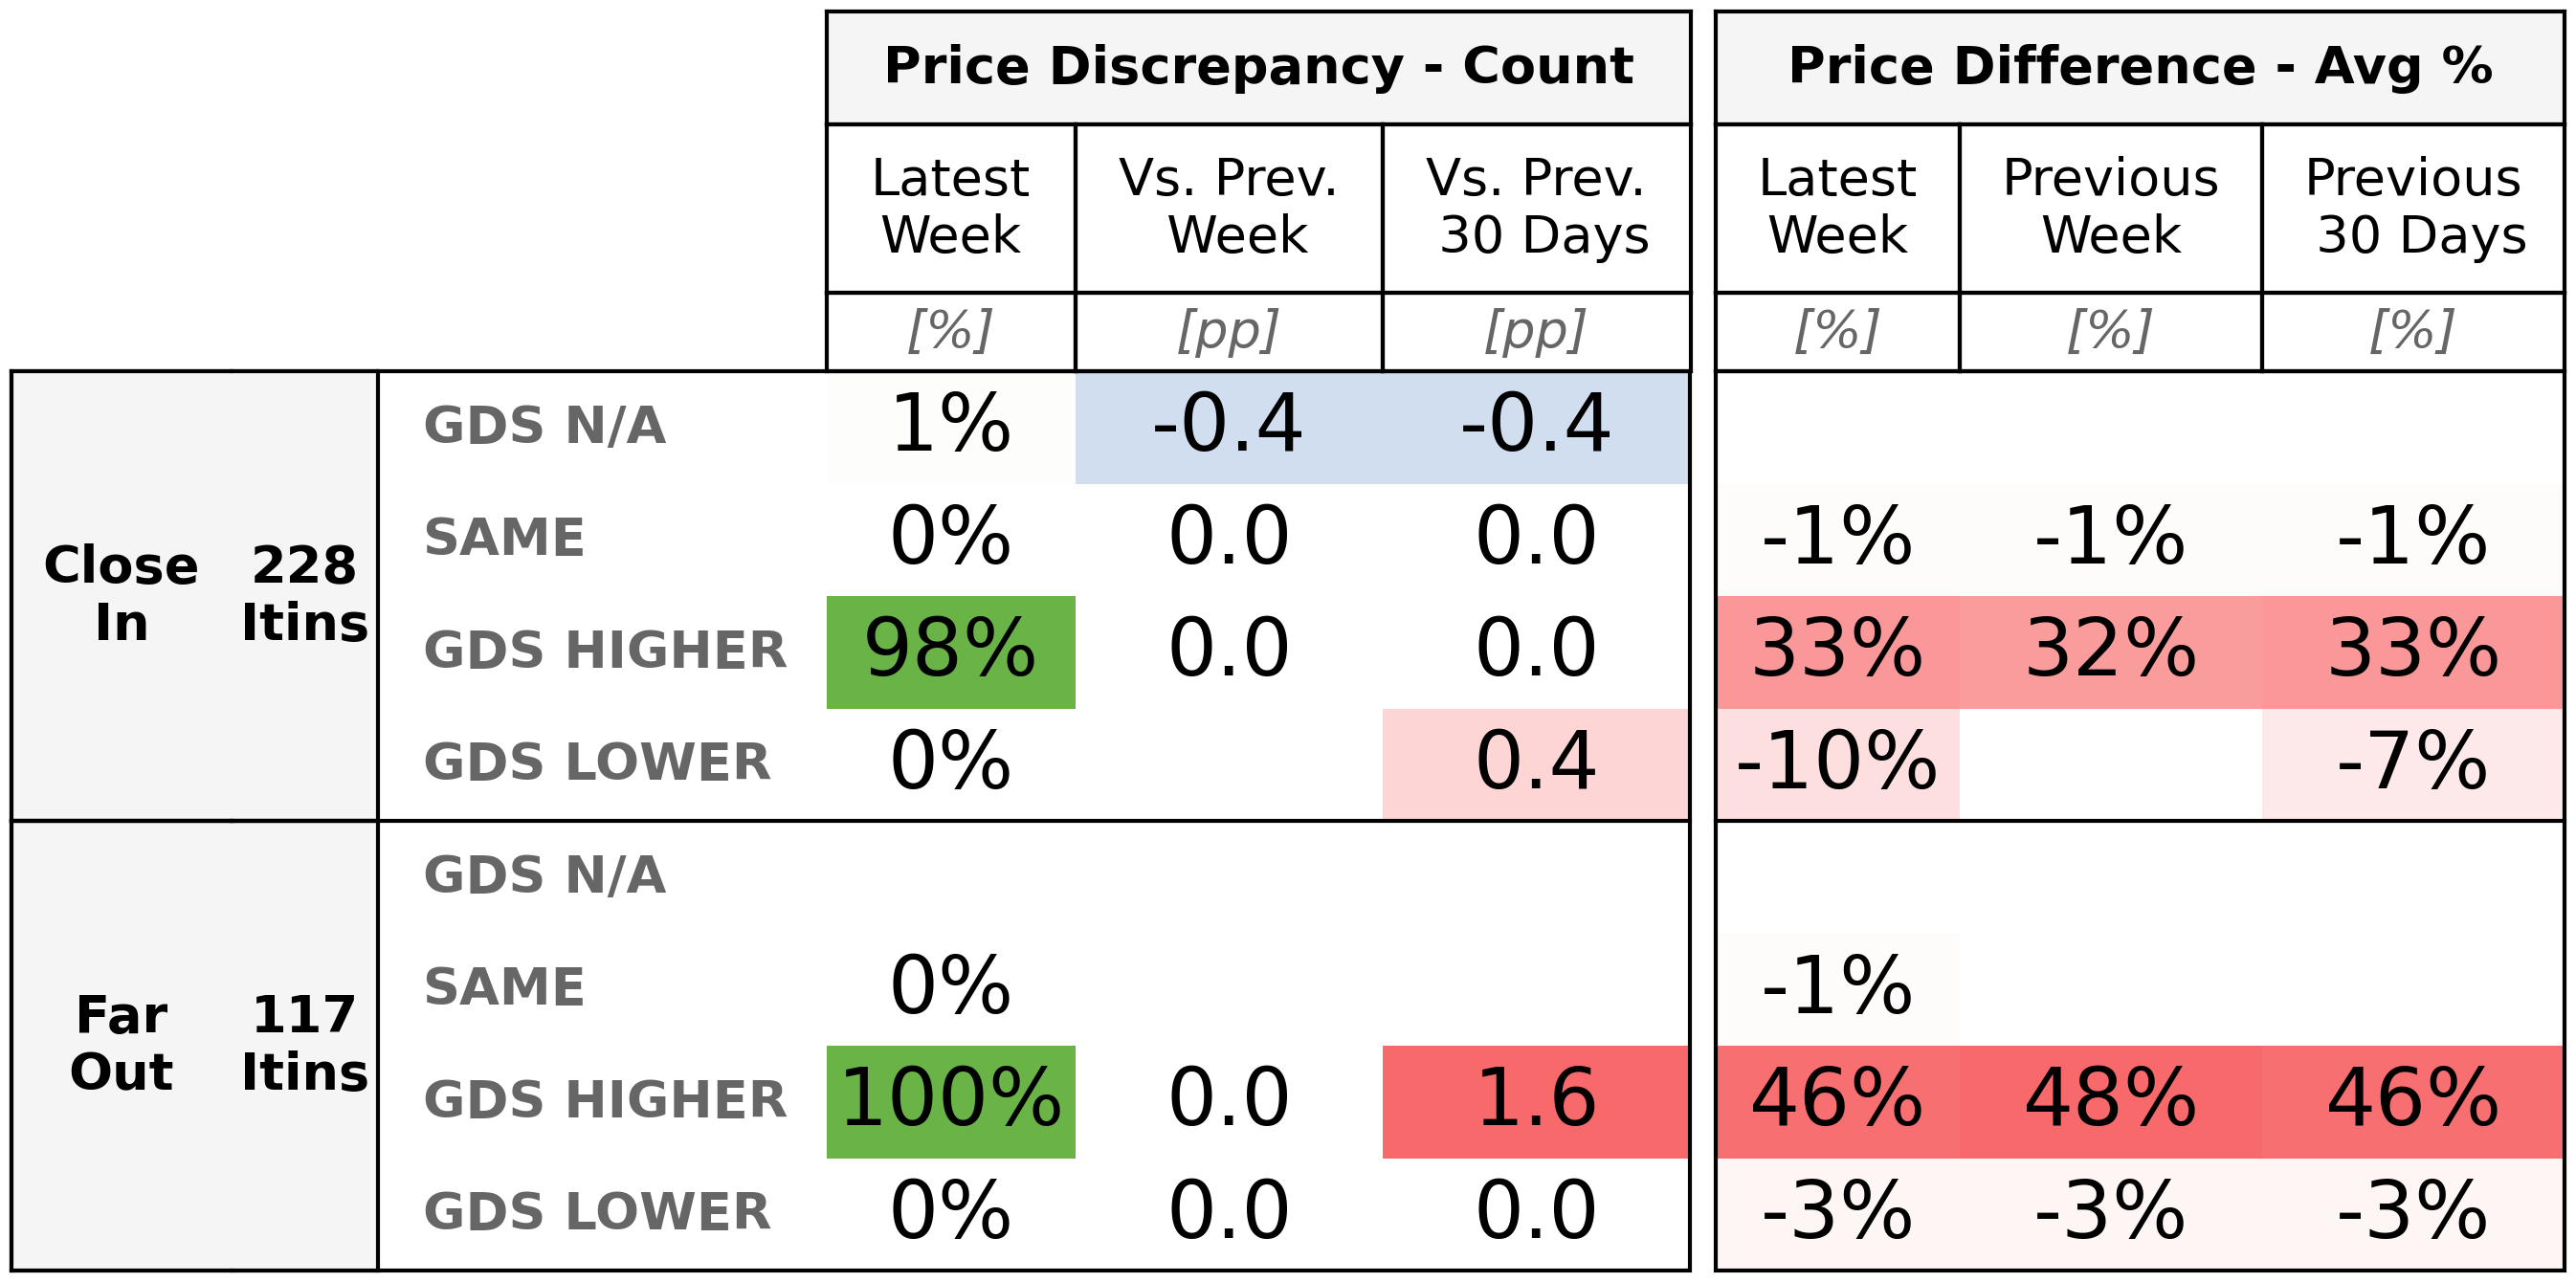 Price Discrepancy - Count Price Difference - Avg %
Latest Week Vs. Prev. Week Vs. Prev. 30 Days Latest Week Previous Week Previous 30 Days
[%] [pp] [pp] [%] [%] [%]
Close In 228 Itins
GDS N/A 1% -0.4 -0.4
SAME 0% 0.0 0.0 -1% -1% -1%
GDS HIGHER 98% 0.0 0.0 33% 32% 33%
GDS LOWER 0% 0.4 -10% -7%
Far Out 117 Itins
GDS N/A
SAME 0% -1%
GDS HIGHER 100% 0.0 1.6 46% 48% 46%
GDS LOWER 0% 0.0 0.0 -3% -3% -3%